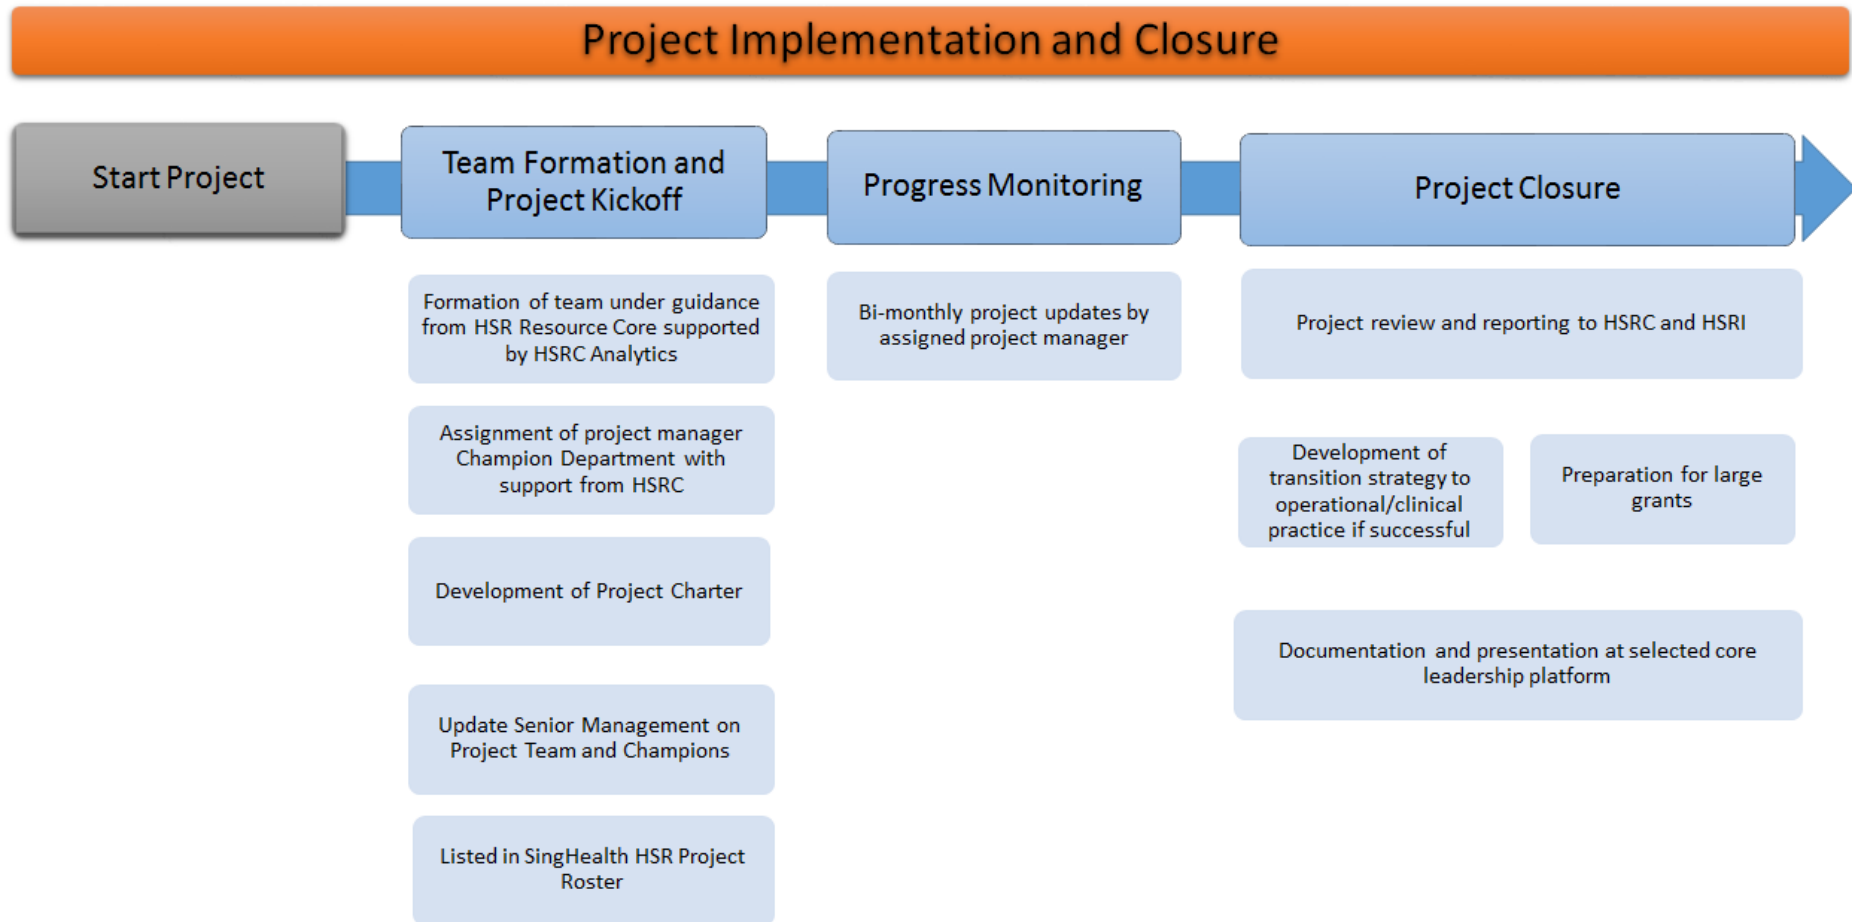 Project Implementation and Closure
Start Project
Team Formation and
Project Kickoff
Progress Monitoring
Project Closure
Formation of team under guidance
from HSR Resource Core supported
by HSRC Analytics
Assignment of project manager
Champion Department with
support from HSRC
Development of Project Charter
Update Senior Management on
Project Team and Champions
Listed in SingHealth HSR Project
Roster
Bi-monthly project updates by
assigned project manager
Project review and reporting to HSRC and HSRI
Development of
transition strategy to
operational/clinical
practice if successful
Preparation for large
grants
Documentation and presentation at selected core
leadership platform